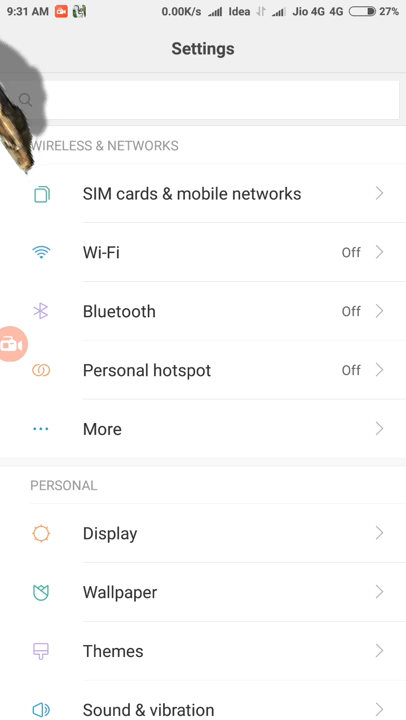 9:31 AM 0.00K/s Idea Jio 4G 4G 27%
Settings
WIRELESS & NETWORKS
SIM cards & mobile networks
Wi-Fi Off
Bluetooth Off
Personal hotspot Off
More
PERSONAL
Display
Wallpaper
Themes
Sound & vibration